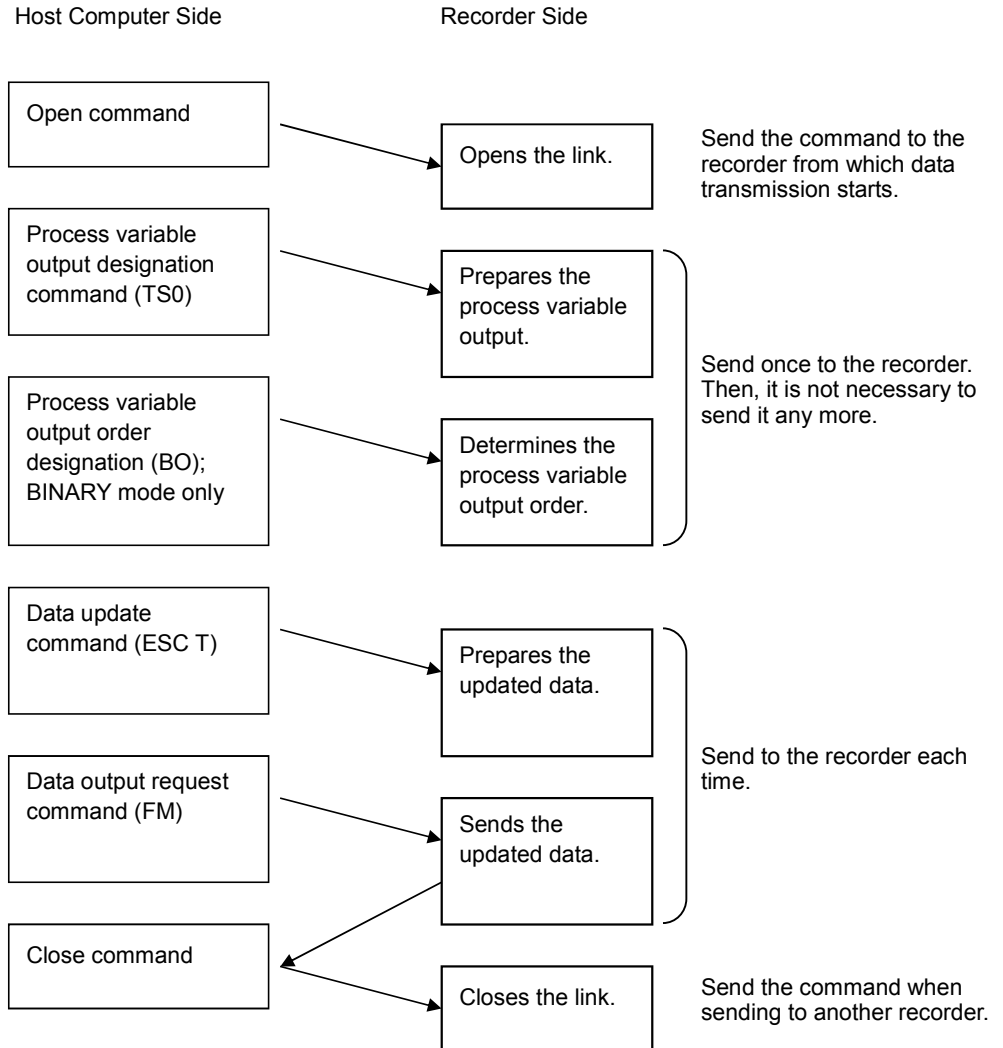 Host Computer Side
Recorder Side
Open command
Opens the link.
Send the command to the
recorder from which data
transmission starts.
Process variable
output designation
command (TS0)
Prepares the
process variable
output.
Send once to the recorder.
Then, it is not necessary to
send it any more.
Process variable
output order
designation (BO);
BINARY mode only
Determines the
process variable
output order.
Data update
command (ESC T)
Prepares the
updated data.
Send to the recorder each
time.
Data output request
command (FM)
Sends the
updated data.
Close command
Closes the link.
Send the command when
sending to another recorder.